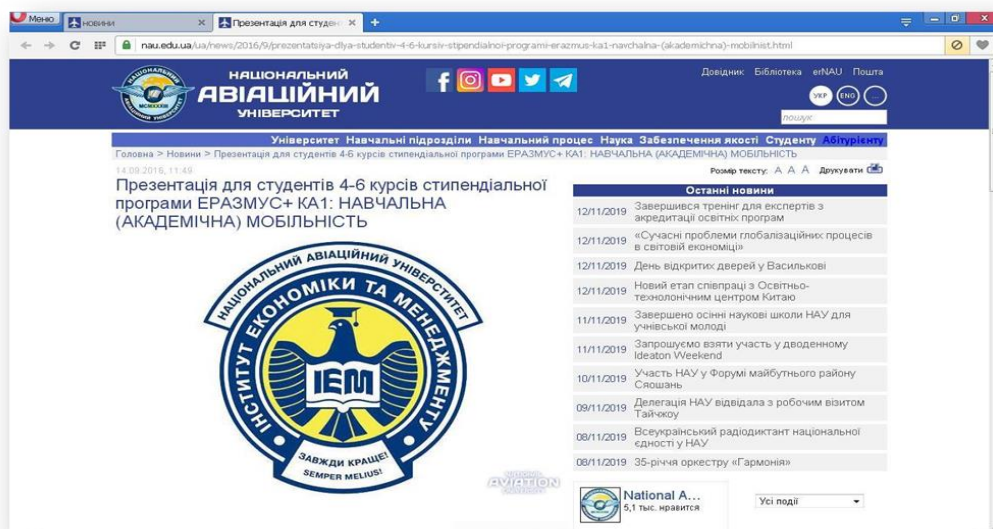 Меню
новини
Презентація для студен
nau.edu.ua/ua/news/2016/9/prezentatsiya-dlya-studentiv-4-6-kursiv-stipendialnoi-programi-erazmus-ka1-navchalna-(akademichna)-mobilnist.html
НАЦІОНАЛЬНИЙ
АВІАЦІЙНИЙ
УНІВЕРСИТЕТ
Довідник Бібліотека erNAU Пошта
УКР ENG ...
пошук
Університет Навчальні підрозділи Навчальний процес Наука Забезпечення якості Студенту Абітурієнту
Головна > Новини > Презентація для студентів 4-6 курсів стипендіальної програми ЕРАЗМУС+ КА1: НАВЧАЛЬНА (АКАДЕМІЧНА) МОБІЛЬНІСТЬ
14.09.2016, 11:49
Розмір тексту: А А А Друкувати
Презентація для студентів 4-6 курсів стипендіальної
програми ЕРАЗМУС+ КА1: НАВЧАЛЬНА
(АКАДЕМІЧНА) МОБІЛЬНІСТЬ
НАЦІОНАЛЬНИЙ АВІАЦІЙНИЙ УНІВЕРСТИТЕТ
ІНСТИТУТ ЕКОНОМІКИ ТА МЕНЕДЖМЕНТУ
ІЕМ
ЗАВЖДИ КРАЩЕ!
SEMPER MELIUS!
NATIONAL
AVIATION
UNIVERSITY
Останні новини
12/11/2019 Завершився тренінг для експертів з
акредитації освітніх програм
12/11/2019 «Сучасні проблеми глобалізаційних процесів
в світовій економіці»
12/11/2019 День відкритих дверей у Василькові
12/11/2019 Новий етап співпраці з Освітньо-
технолонічним центром Китаю
11/11/2019 Завершено осінні наукові школи НАУ для
учнівської молоді
11/11/2019 Запрошуємо взяти участь у дводенному
Ideaton Weekend
10/11/2019 Участь НАУ у Форумі майбутнього району
Сяошань
09/11/2019 Делегація НАУ відвідала з робочим візитом
Тайчжоу
08/11/2019 Всеукраїнський радіодиктант національної
єдності у НАУ
08/11/2019 35-річчя оркестру «Гармонія»
National A...
5,1 тыс. нравится
Усі події